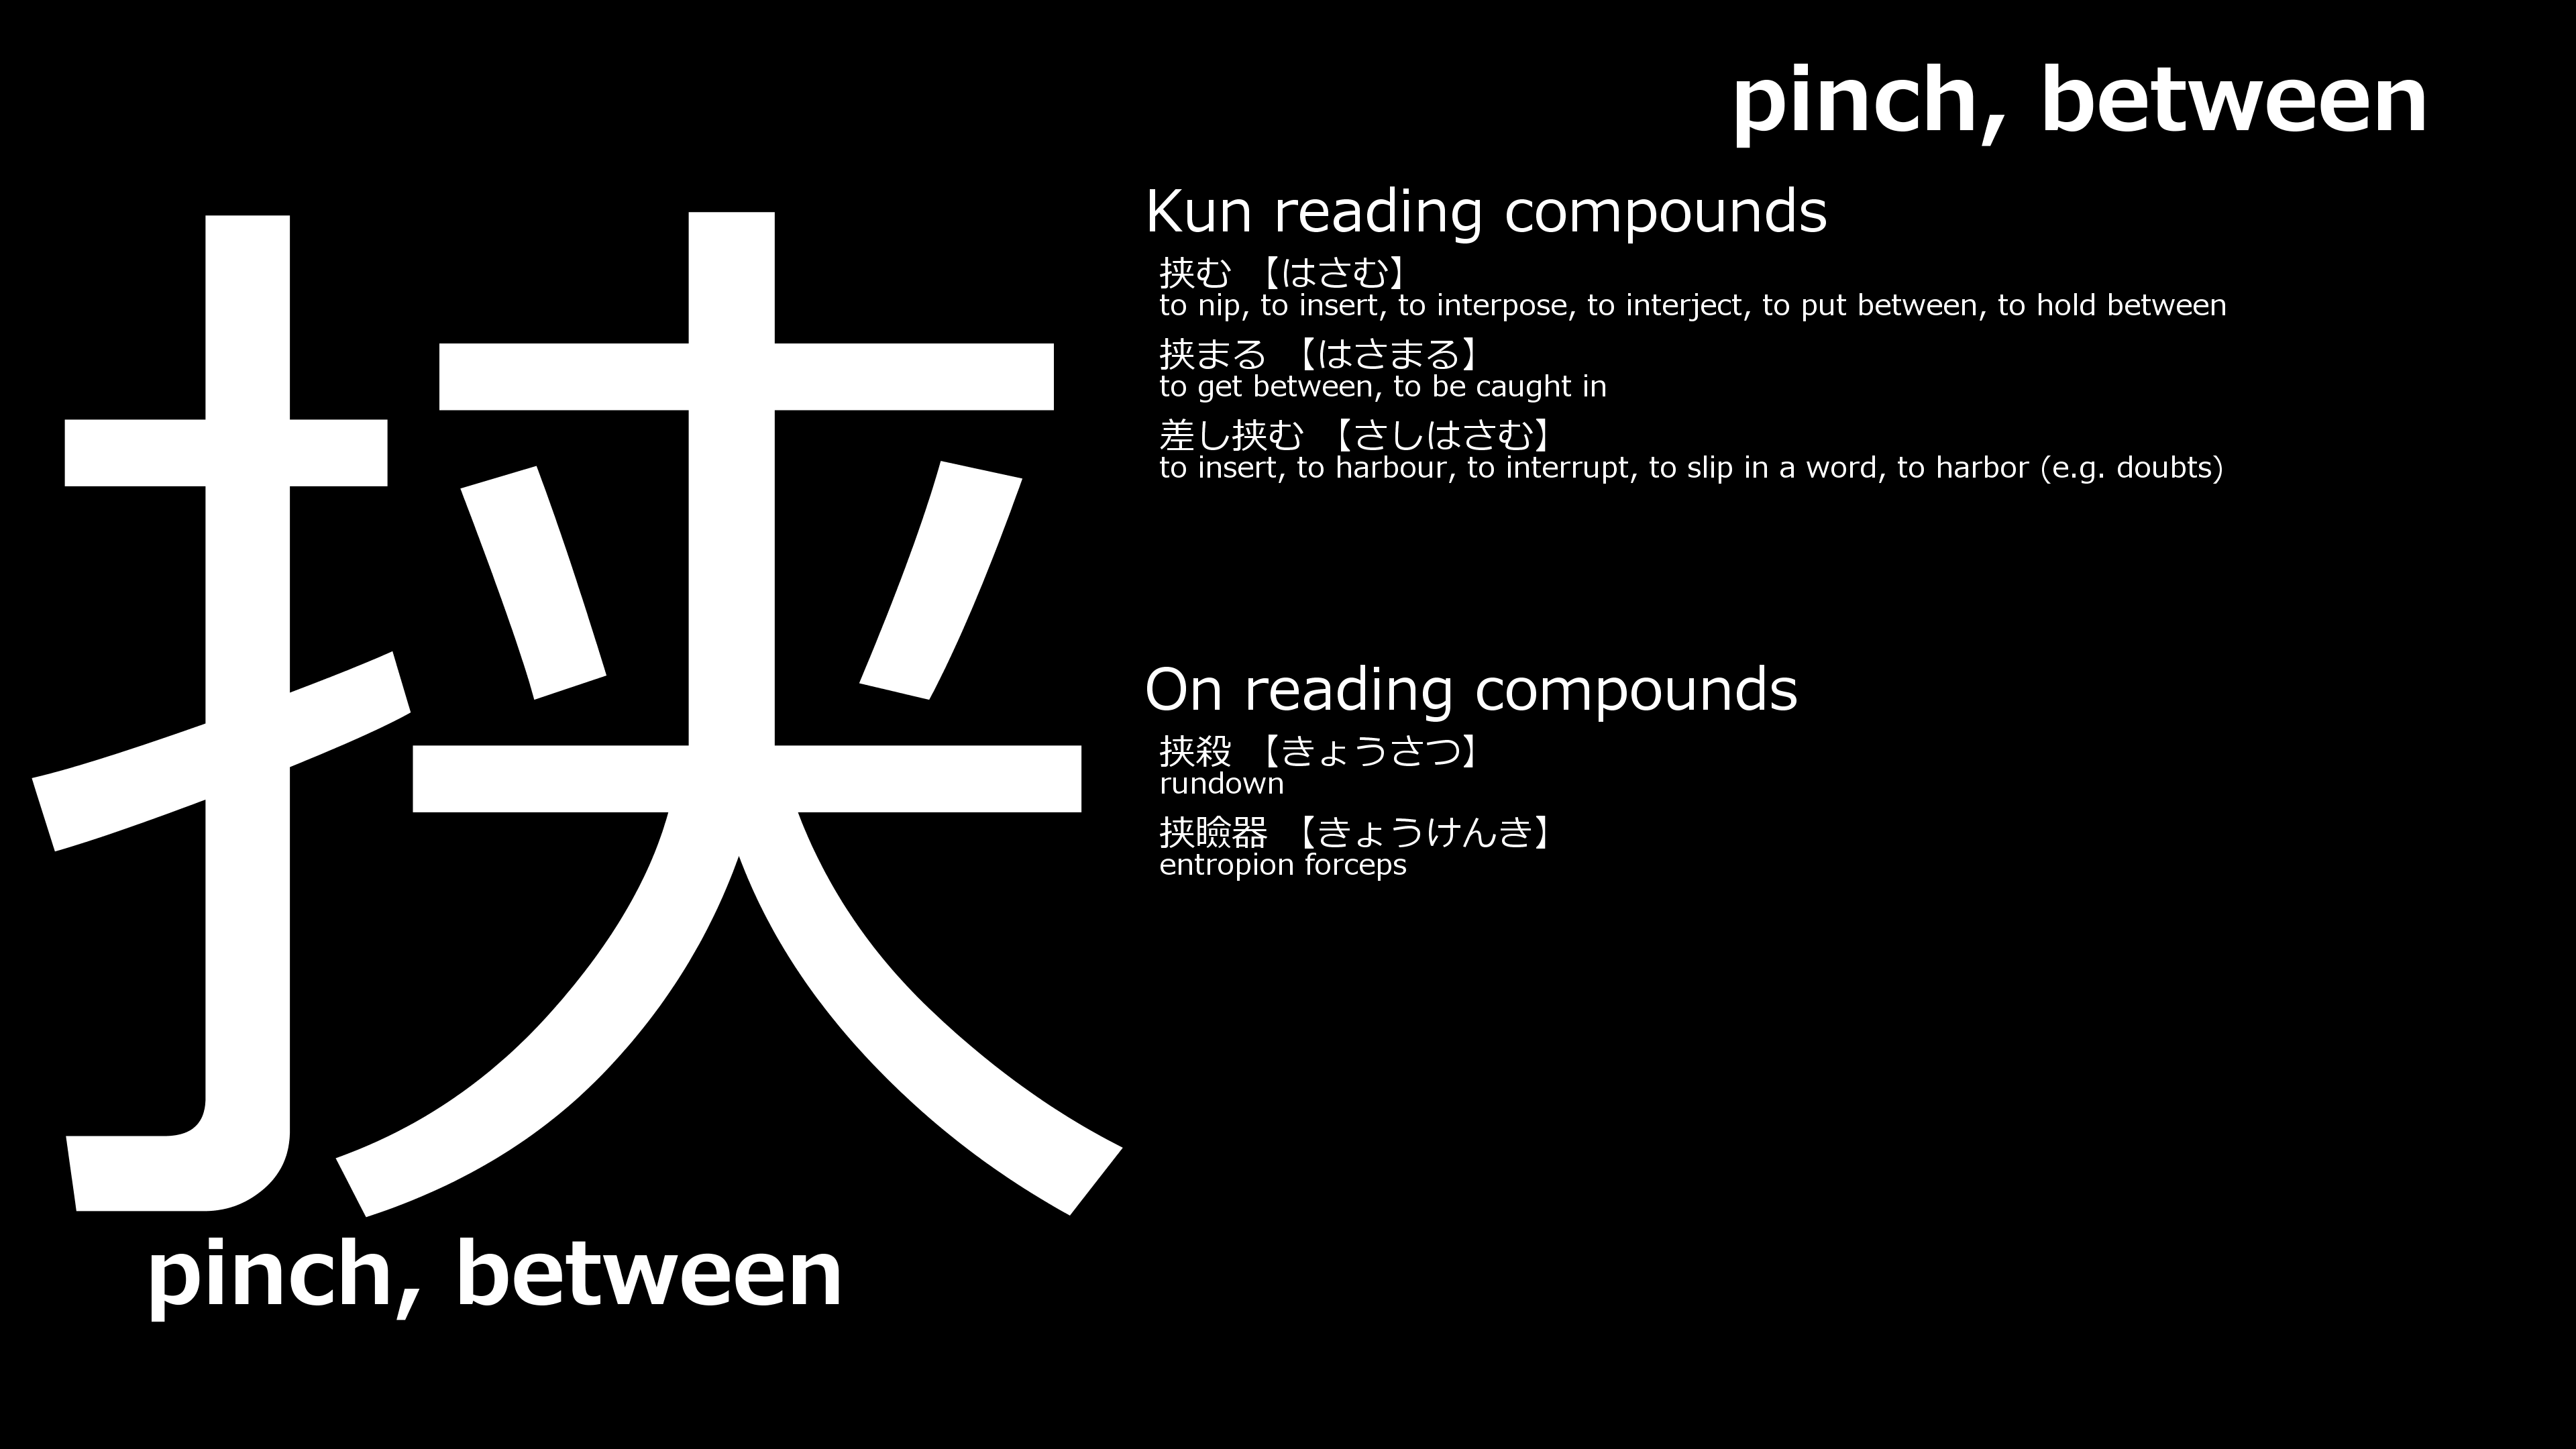 pinch, between
挟
pinch, between
Kun reading compounds
挟む 【はさむ】
to nip, to insert, to interpose, to interject, to put between, to hold between
挟まる 【はさまる】
to get between, to be caught in
差し挟む 【さしはさむ】
to insert, to harbour, to interrupt, to slip in a word, to harbor (e.g. doubts)
On reading compounds
挟殺 【きょうさつ】
rundown
挟瞼器 【きょうけんき】
entropion forceps